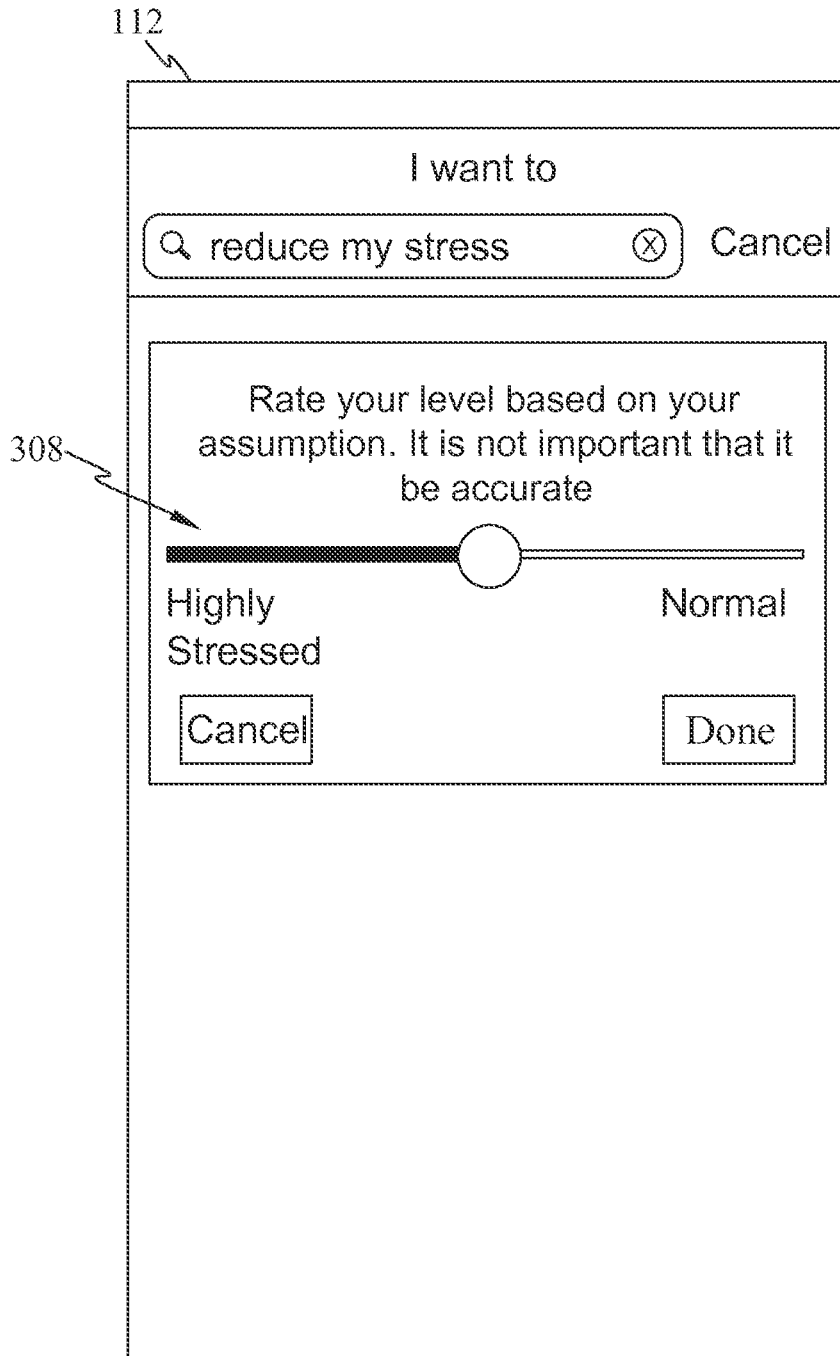 112
I want to
reduce my stress
Cancel
Rate your level based on your
assumption. It is not important that it
be accurate
308
Highly
Stressed
Normal
Cancel
Done